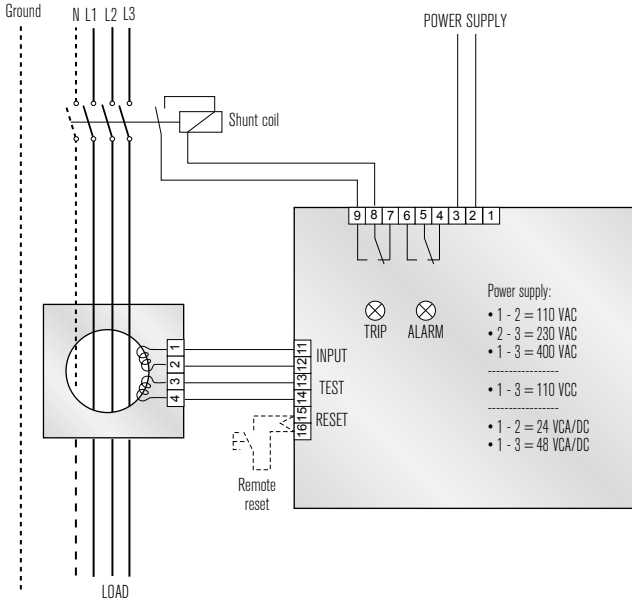 Ground
N L1 L2 L3
POWER SUPPLY
Shunt coil
9 8 7 6 5 4 3 2 1
TRIP
ALARM
Power supply:
• 1 - 2 = 110 VAC
• 2 - 3 = 230 VAC
• 1 - 3 = 400 VAC
----------------
• 1 - 3 = 110 VCC
----------------
• 1 - 2 = 24 VCA/DC
• 1 - 3 = 48 VCA/DC
1
2
3
4
11
12
13
14
15
16
INPUT
TEST
RESET
Remote
reset
LOAD